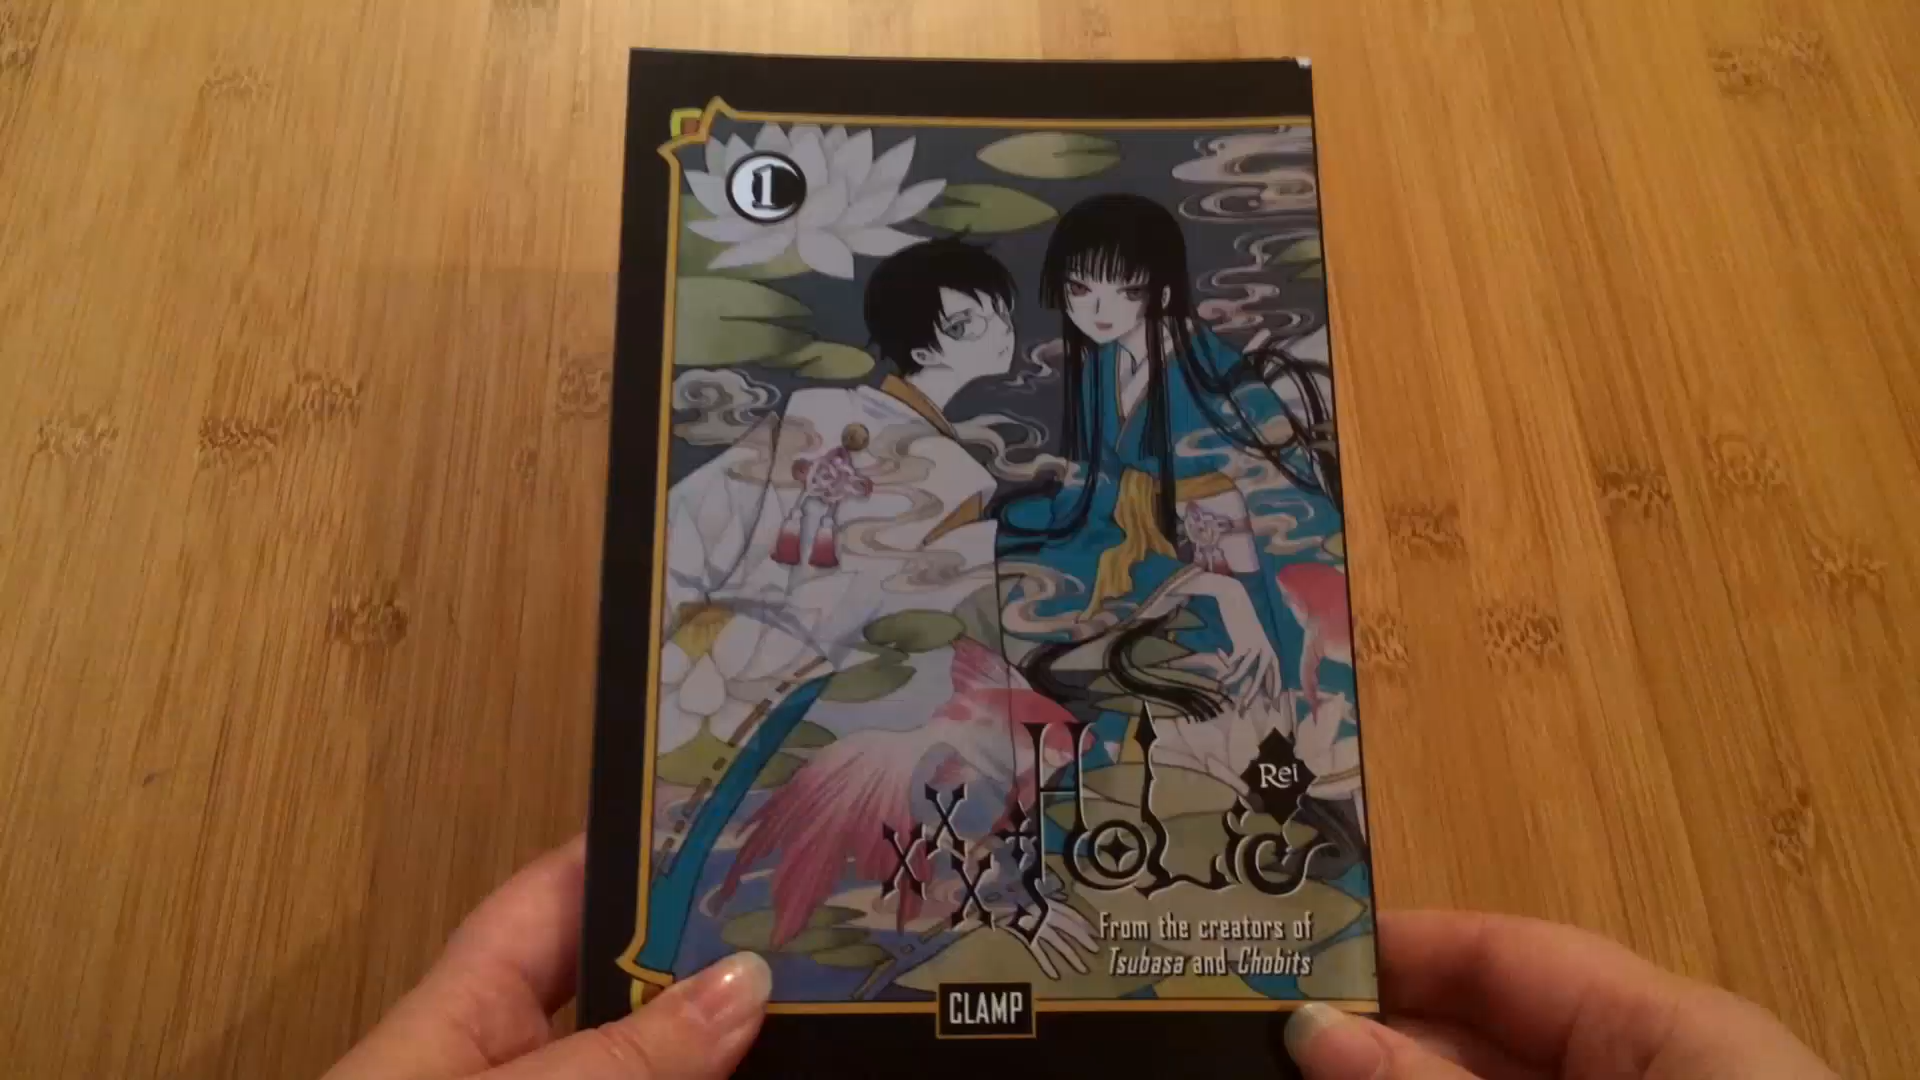 1
xxxHOLiC
Rei
From the creators of
Tsubasa and Chobits
CLAMP